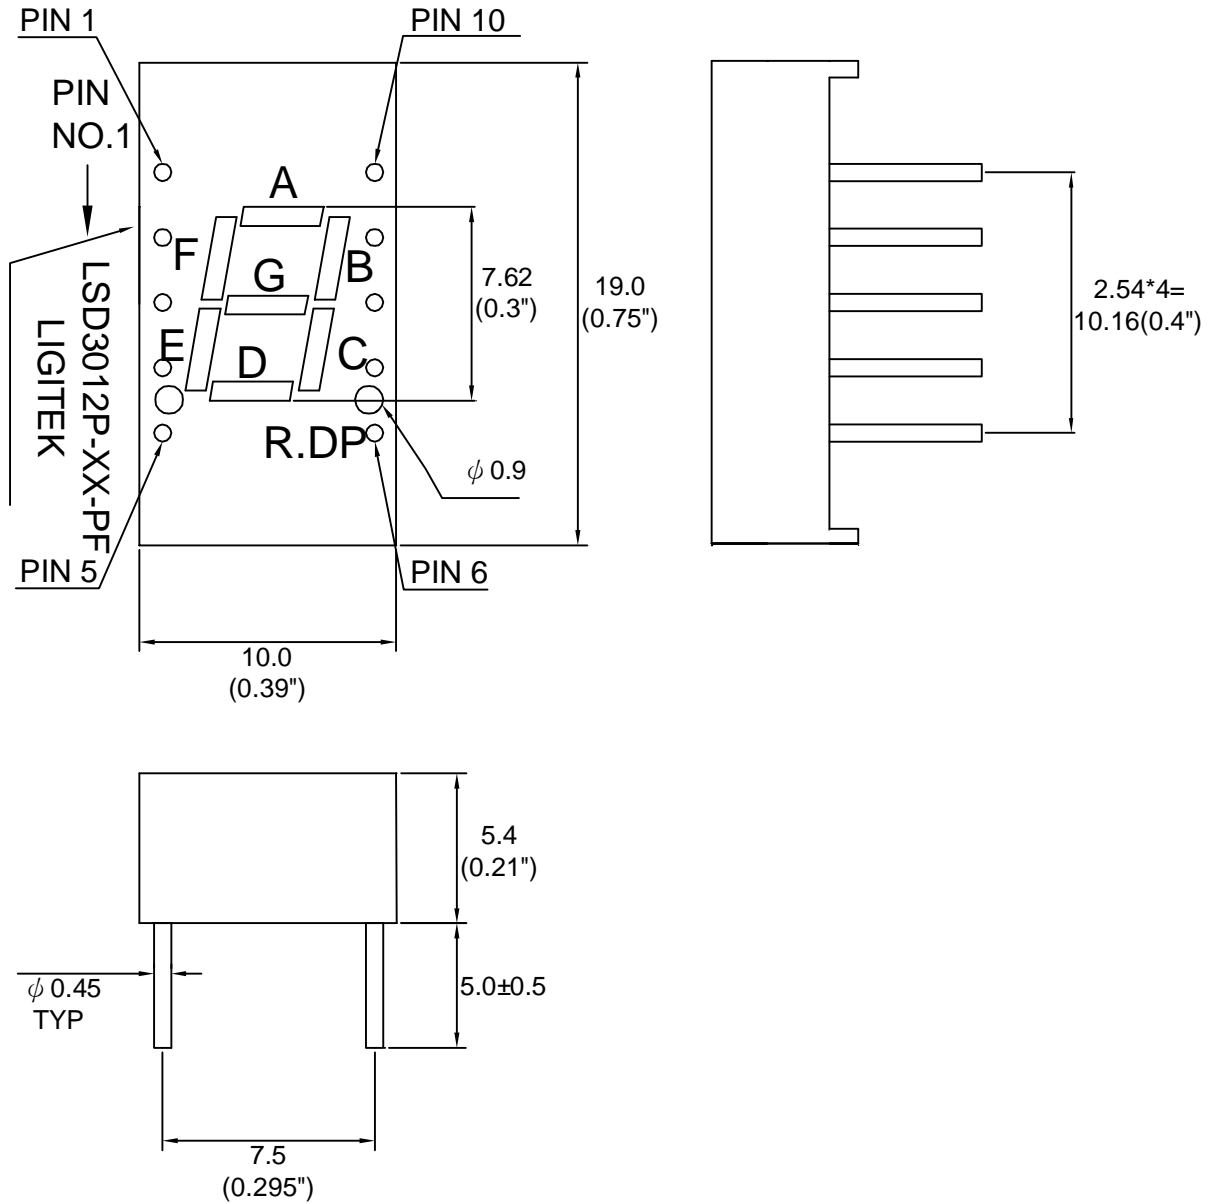 PIN 1
PIN 10
PIN
NO.1
A
F
B
G
E
C
D
R.DP
LSD3012P-XX-PF
LIGITEK
7.62
(0.3")
19.0
(0.75")
2.54*4=
10.16(0.4")
ϕ 0.9
PIN 5
PIN 6
10.0
(0.39")
5.4
(0.21")
ϕ 0.45
TYP
5.0±0.5
7.5
(0.295")